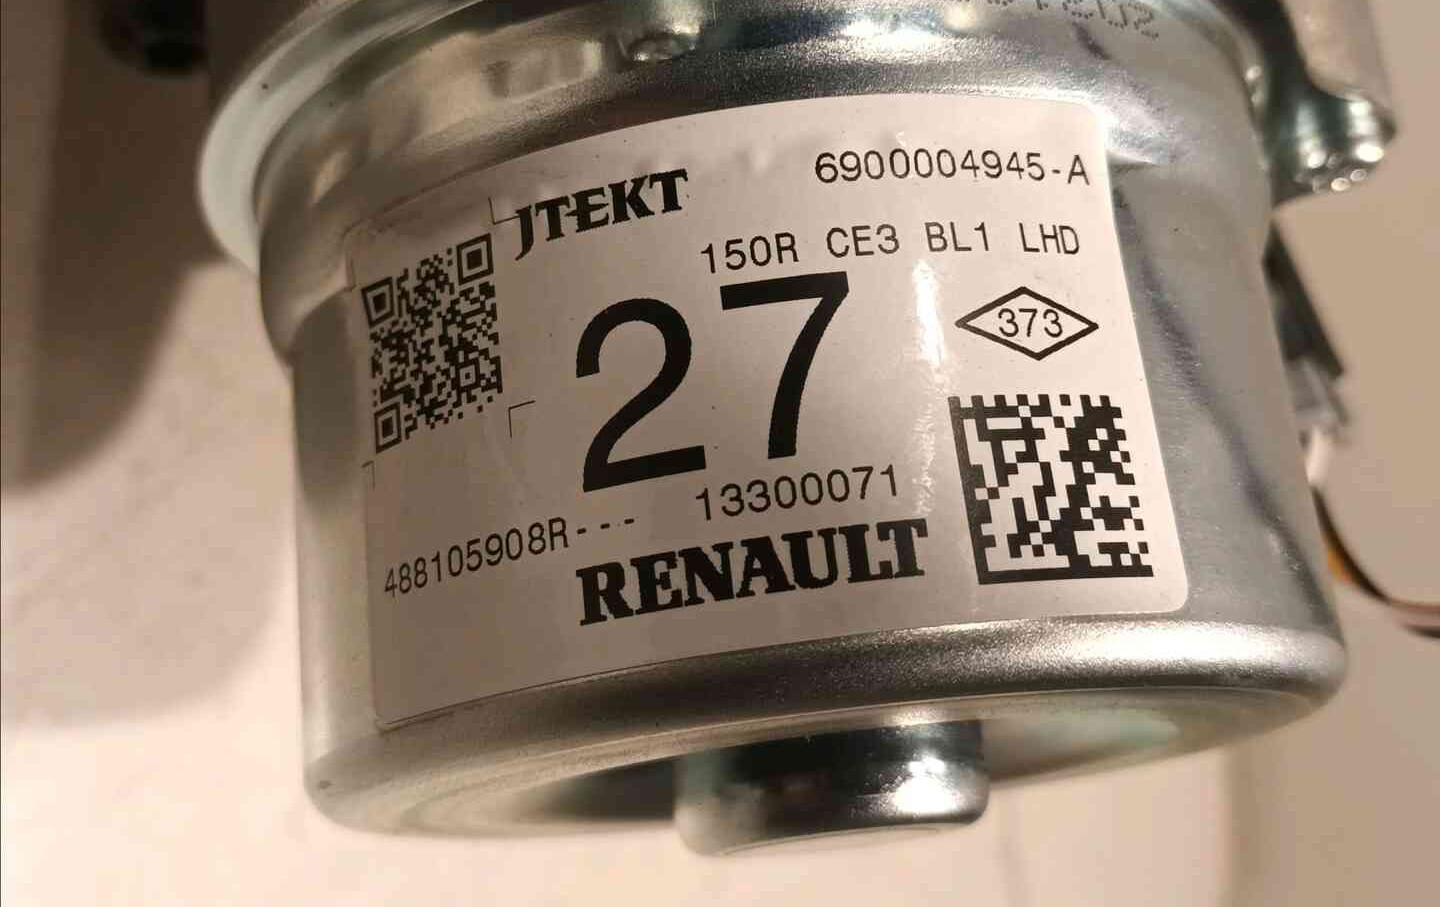 JTEKT 6900004945-A
150R CE3 BL1 LHD
27
373
488105908R--- 13300071
RENAULT